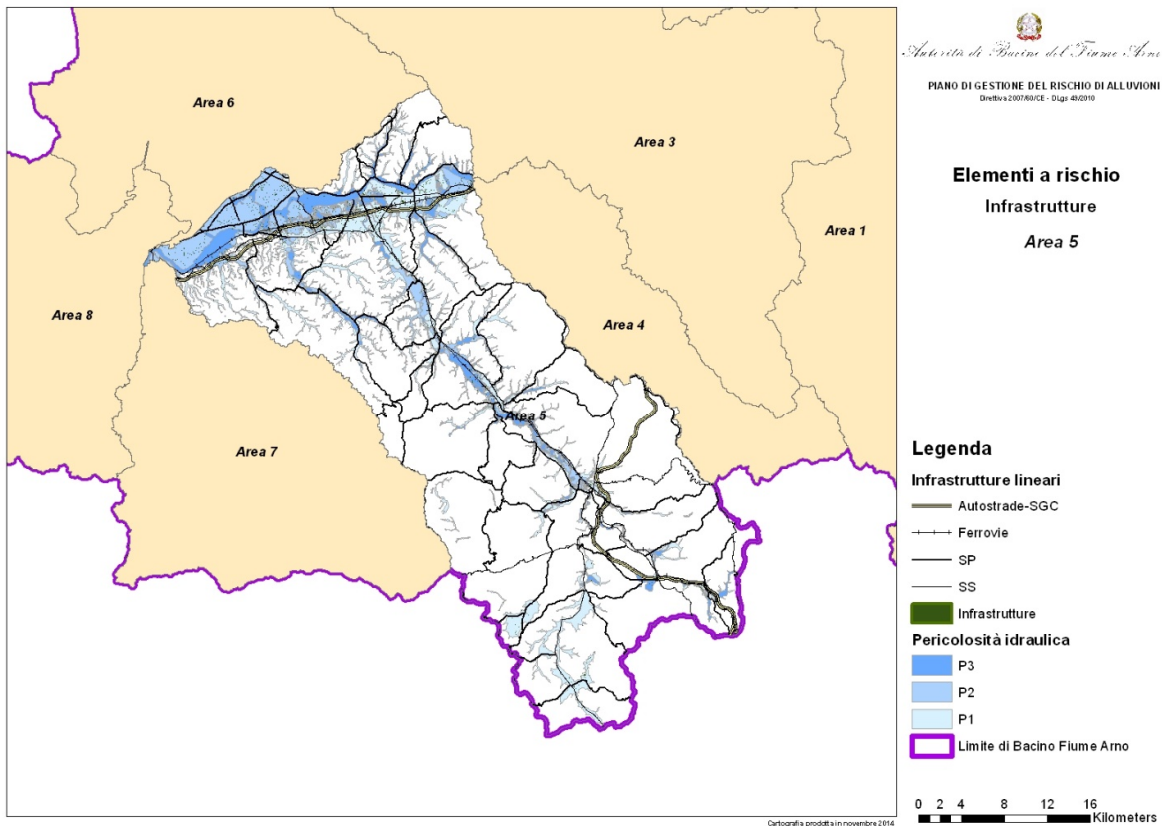 Autorità di Bacino del Fiume Arno
PIANO DI GESTIONE DEL RISCHIO DI ALLUVIONI
Direttiva 2007/60/CE - DLgs 49/2010
Elementi a rischio
Infrastrutture
Area 5
Area 6
Area 3
Area 1
Area 8
Area 4
Area 5
Area 7
Legenda
Infrastrutture lineari
Autostrade-SGC
Ferrovie
SP
SS
Infrastrutture
Pericolosità idraulica
P3
P2
P1
Limite di Bacino Fiume Arno
0 2 4 8 12 16
Kilometers
Cartografia prodotta in novembre 2014